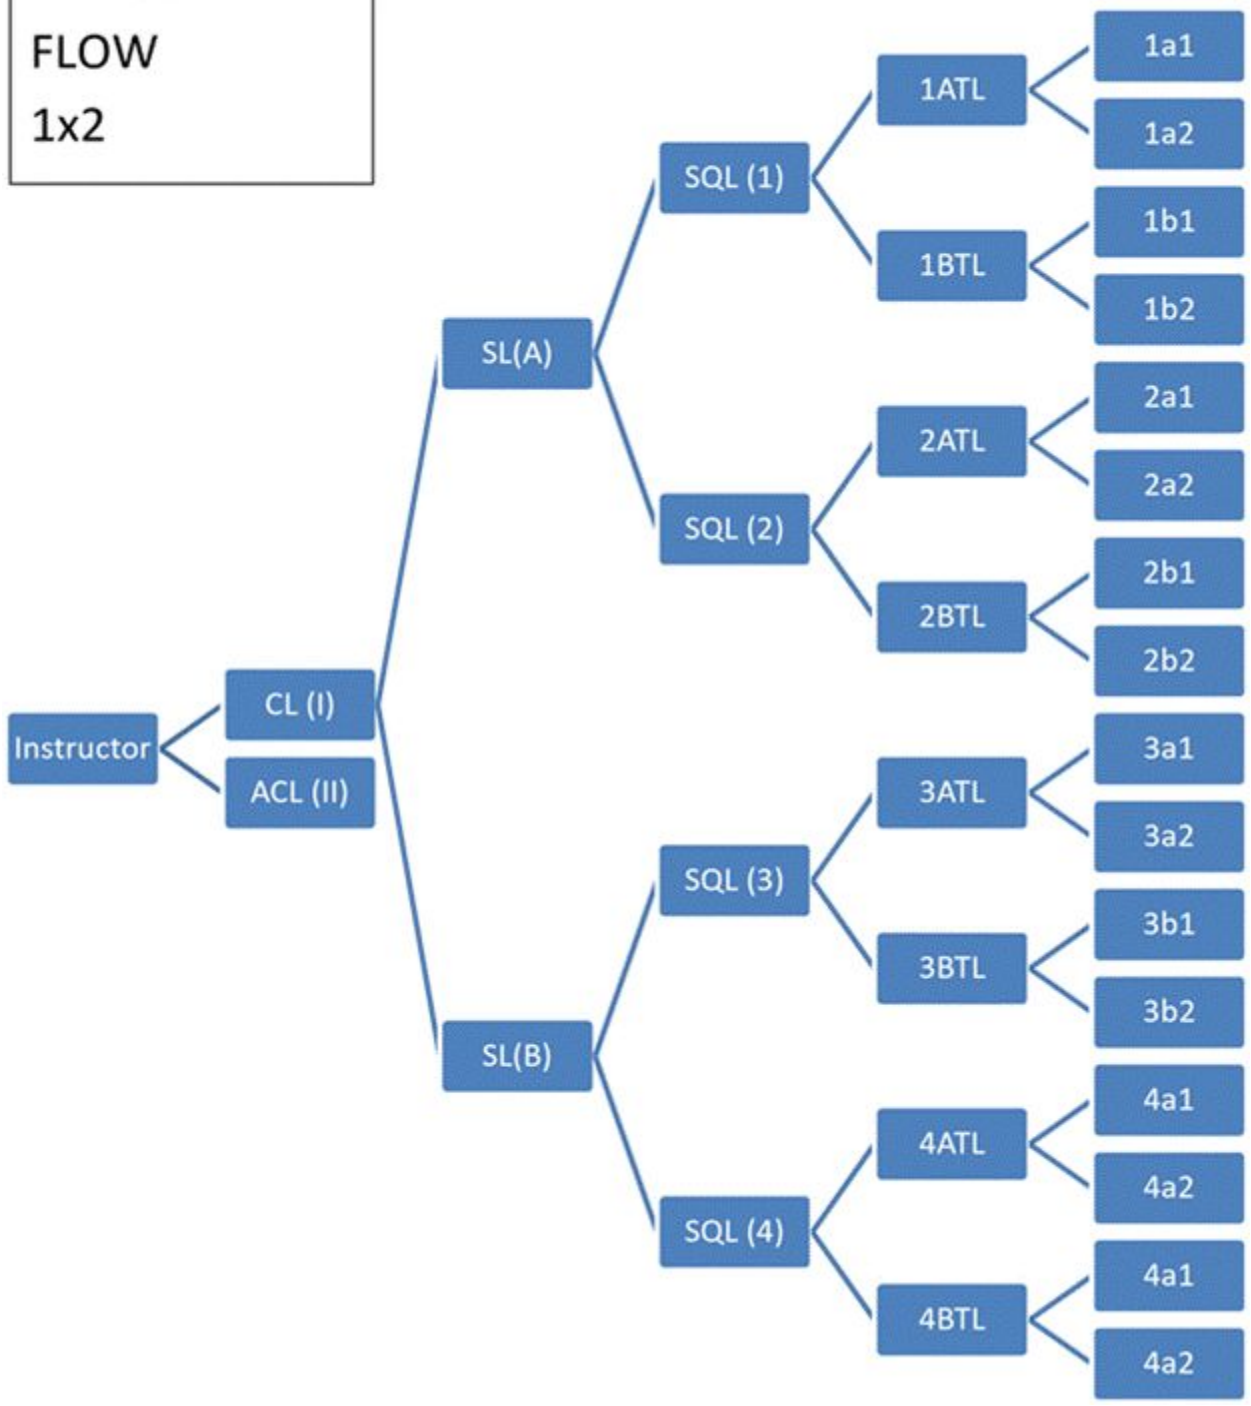 FLOW
1x2
Instructor
CL (I)
ACL (II)
SL(A)
SL(B)
SQL (1)
SQL (2)
SQL (3)
SQL (4)
1ATL
1BTL
2ATL
2BTL
3ATL
3BTL
4ATL
4BTL
1a1
1a2
1b1
1b2
2a1
2a2
2b1
2b2
3a1
3a2
3b1
3b2
4a1
4a2
4a1
4a2